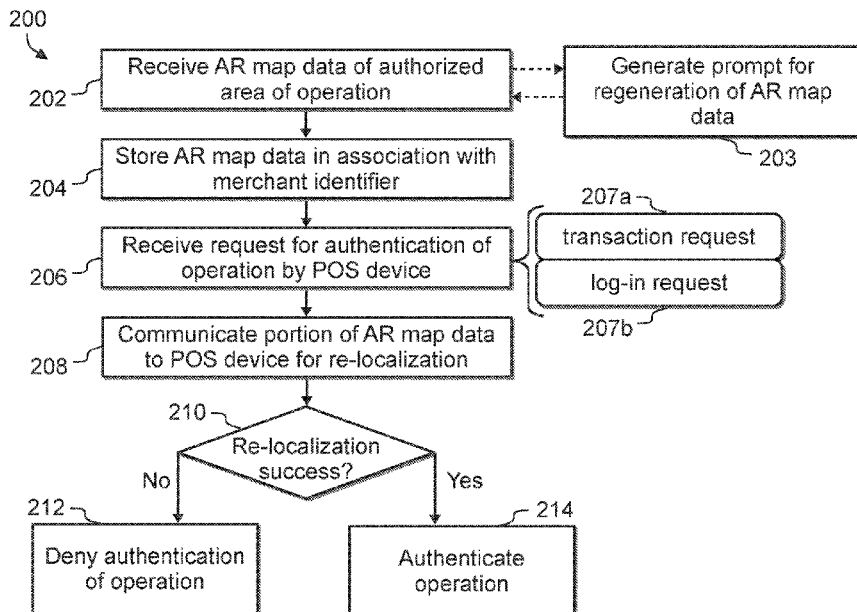 200
Receive AR map data of authorized
area of operation
202
Generate prompt for
regeneration of AR map
data
203
Store AR map data in association with
merchant identifier
204
207a
Receive request for authentication of
operation by POS device
206
transaction request
log-in request
207b
Communicate portion of AR map data
to POS device for re-localization
208
210
Re-localization
success?
No
Yes
212
Deny authentication
of operation
214
Authenticate
operation